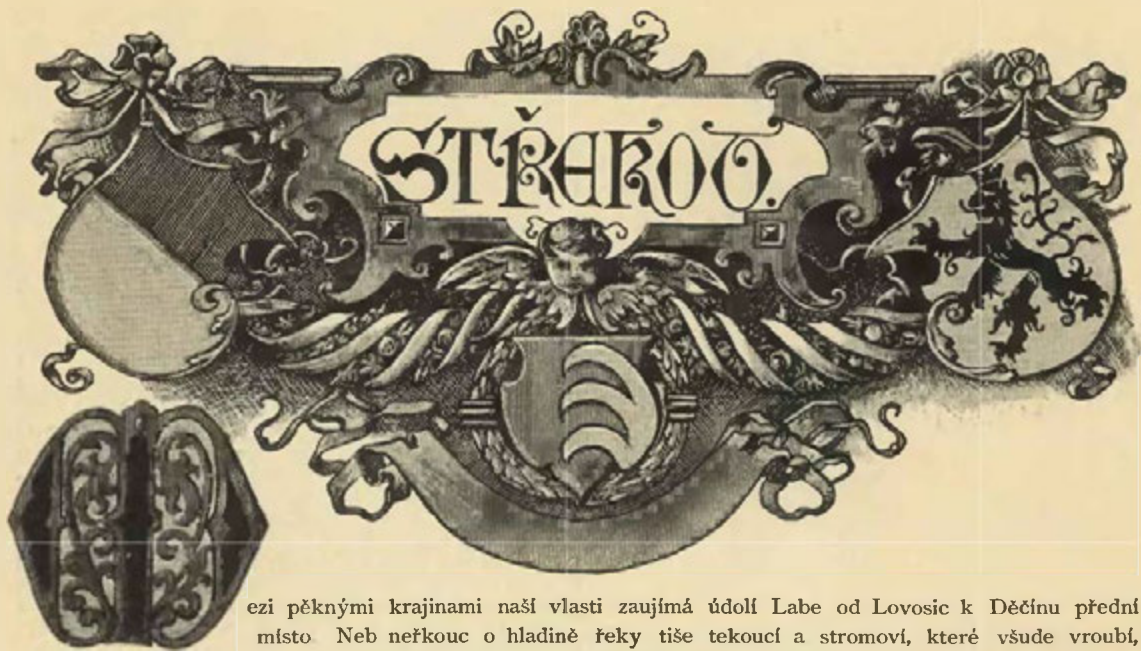 STŘEKOV.
Mezi pěknými krajinami naší vlasti zaujímá údolí Labe od Lovosic k Děčínu přední
místo Neb neřkouc o hladině řeky tiše tekoucí a stromoví, které všude vroubí,